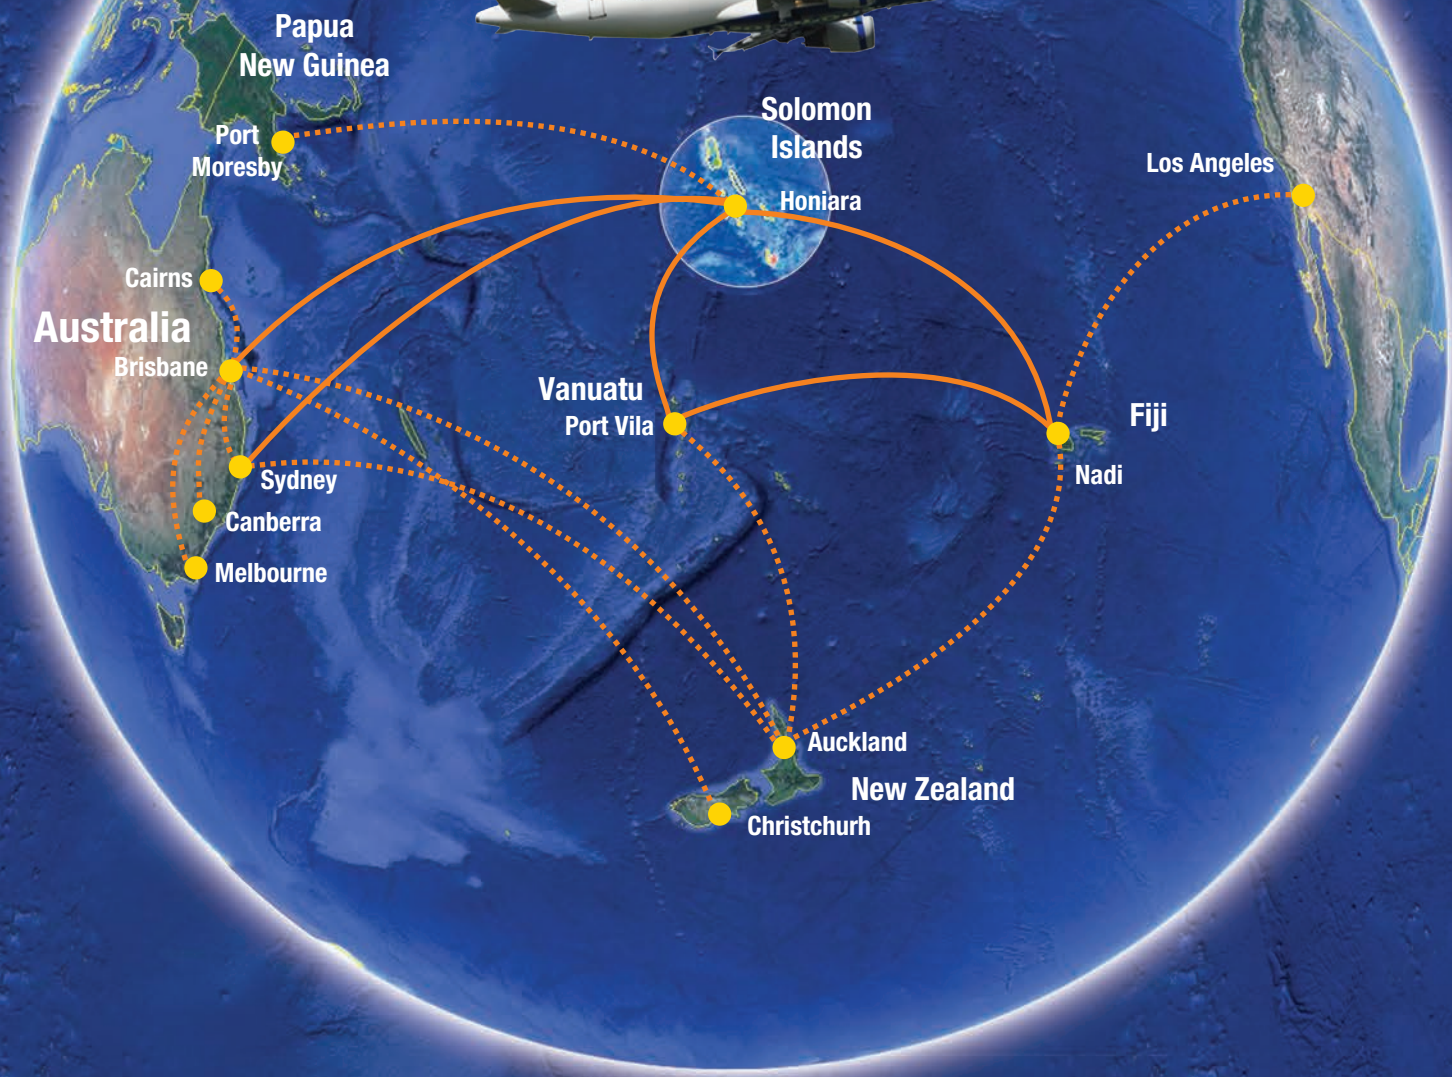 Papua
New Guinea
Port
Moresby
Solomon
Islands
Honiara
Los Angeles
Cairns
Australia
Brisbane
Vanuatu
Port Vila
Fiji
Nadi
Sydney
Canberra
Melbourne
Auckland
New Zealand
Christchurh